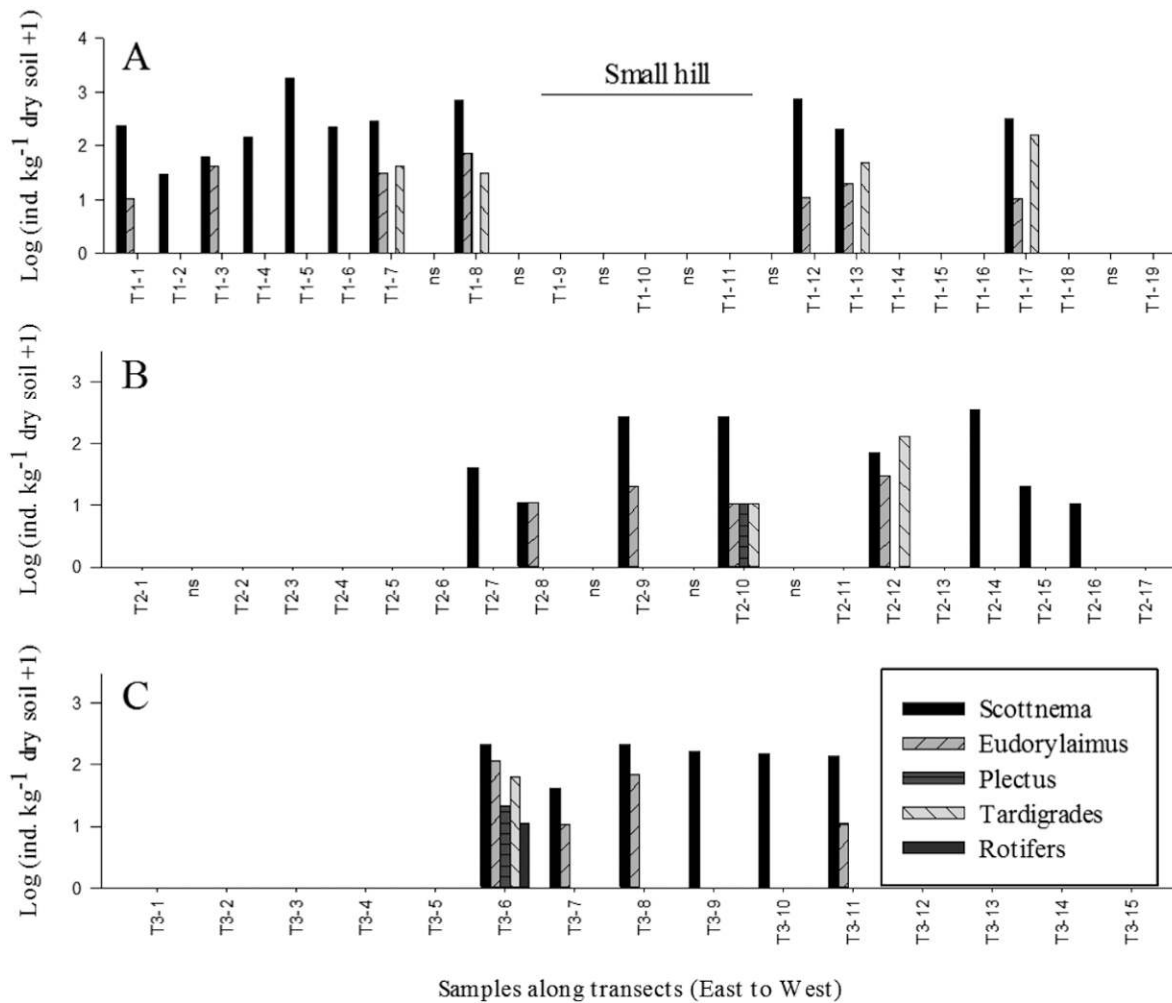 A
Small hill
Log (ind. kg-1 dry soil +1)
4
3
2
1
0
T1-1
T1-2
T1-3
T1-4
T1-5
T1-6
T1-7
ns
T1-8
ns
T1-9
ns
T1-10
ns
T1-11
ns
T1-12
T1-13
T1-14
T1-15
T1-16
T1-17
T1-18
ns
T1-19
B
Log (ind. kg-1 dry soil +1)
3
2
1
0
T2-1
ns
T2-2
T2-3
T2-4
T2-5
T2-6
T2-7
T2-8
ns
T2-9
ns
T2-10
ns
T2-11
T2-12
T2-13
T2-14
T2-15
T2-16
T2-17
C
Log (ind. kg-1 dry soil +1)
3
2
1
0
Scottnema
Eudorylaimus
Plectus
Tardigrades
Rotifers
T3-1
T3-2
T3-3
T3-4
T3-5
T3-6
T3-7
T3-8
T3-9
T3-10
T3-11
T3-12
T3-13
T3-14
T3-15
Samples along transects (East to West)